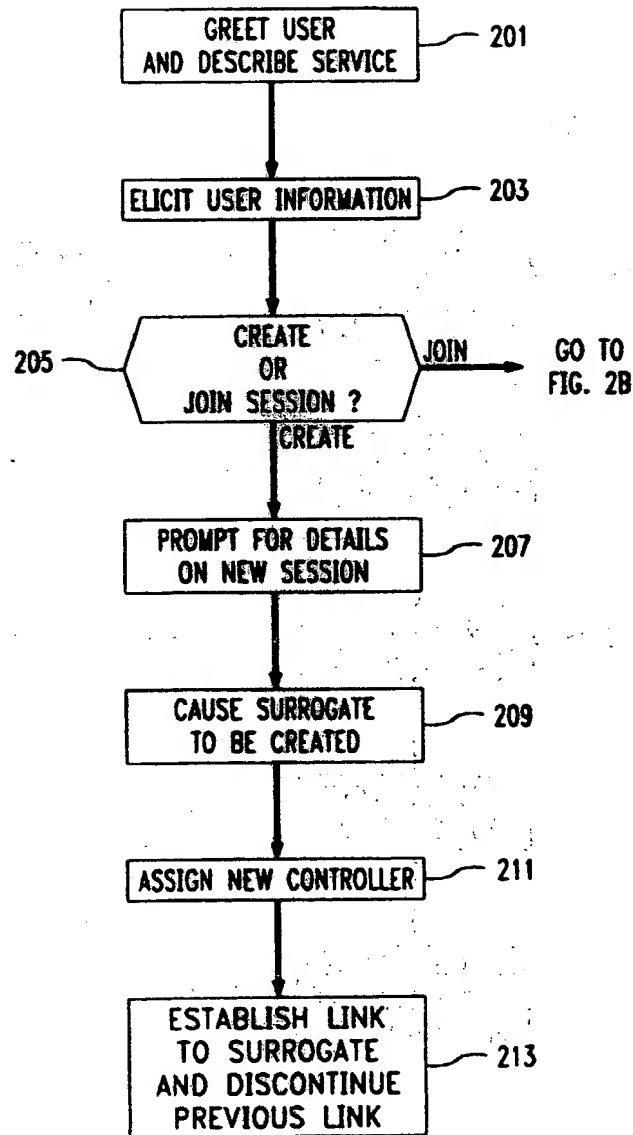 GREET USER
AND DESCRIBE SERVICE
201
ELICIT USER INFORMATION
203
205
CREATE
OR
JOIN SESSION ?
JOIN
GO TO
FIG. 2B
CREATE
PROMPT FOR DETAILS
ON NEW SESSION
207
CAUSE SURROGATE
TO BE CREATED
209
ASSIGN NEW CONTROLLER
211
ESTABLISH LINK
TO SURROGATE
AND DISCONTINUE
PREVIOUS LINK
213